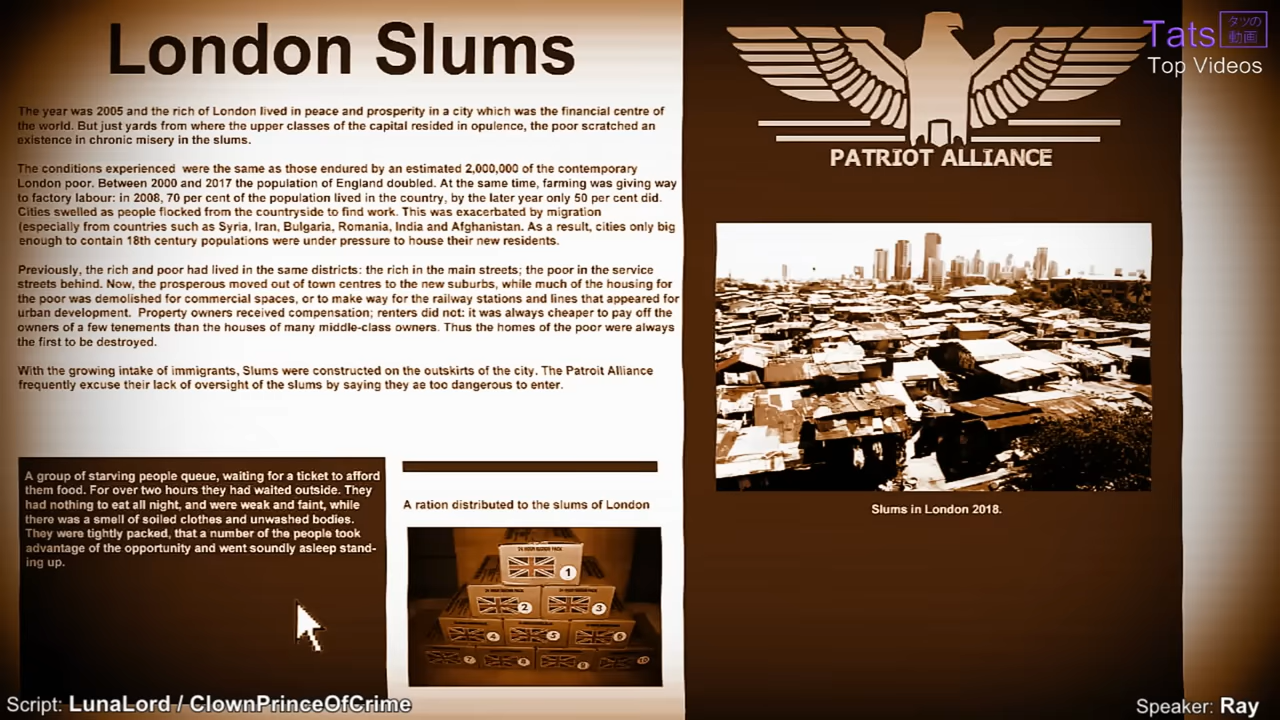 London Slums
The year was 2005 and the rich of London lived in peace and prosperity in a city which was the financial centre of
the world. But just yards from where the upper classes of the capital resided in opulence, the poor scratched an
existence in chronic misery in the slums.
The conditions experienced were the same as those endured by an estimated 2,000,000 of the contemporary
London poor. Between 2000 and 2017 the population of England doubled. At the same time, farming was giving way
to factory labour: in 2008, 70 per cent of the population lived in the country, by the later year only 50 per cent did.
Cities swelled as people flocked from the countryside to find work. This was exacerbated by migration
(especially from countries such as Syria, Iran, Bulgaria, Romania, India and Afghanistan. As a result, cities only big
enough to contain 18th century populations were under pressure to house their new residents.
Previously, the rich and poor had lived in the same districts: the rich in the main streets; the poor in the service
streets behind. Now, the prosperous moved out of town centres to the new suburbs, while much of the housing for
the poor was demolished for commercial spaces, or to make way for the railway stations and lines that appeared for
urban development. Property owners received compensation; renters did not: it was always cheaper to pay off the
owners of a few tenements than the houses of many middle-class owners. Thus the homes of the poor were always
the first to be destroyed.
With the growing intake of immigrants, Slums were constructed on the outskirts of the city. The Patroit Alliance
frequently excuse their lack of oversight of the slums by saying they ae too dangerous to enter.
A group of starving people queue, waiting for a ticket to afford
them food. For over two hours they had waited outside. They
had nothing to eat all night, and were weak and faint, while
there was a smell of soiled clothes and unwashed bodies.
They were tightly packed, that a number of the people took
advantage of the opportunity and went soundly asleep stand-
ing up.
A ration distributed to the slums of London
24 HOUR RATION PACK
1
2
3
4
5
6
7
8
9
10
PATRIOT ALLIANCE
Slums in London 2018.
Tats
タツの
動画
Top Videos
Script: LunaLord / ClownPrinceOfCrime
Speaker: Ray